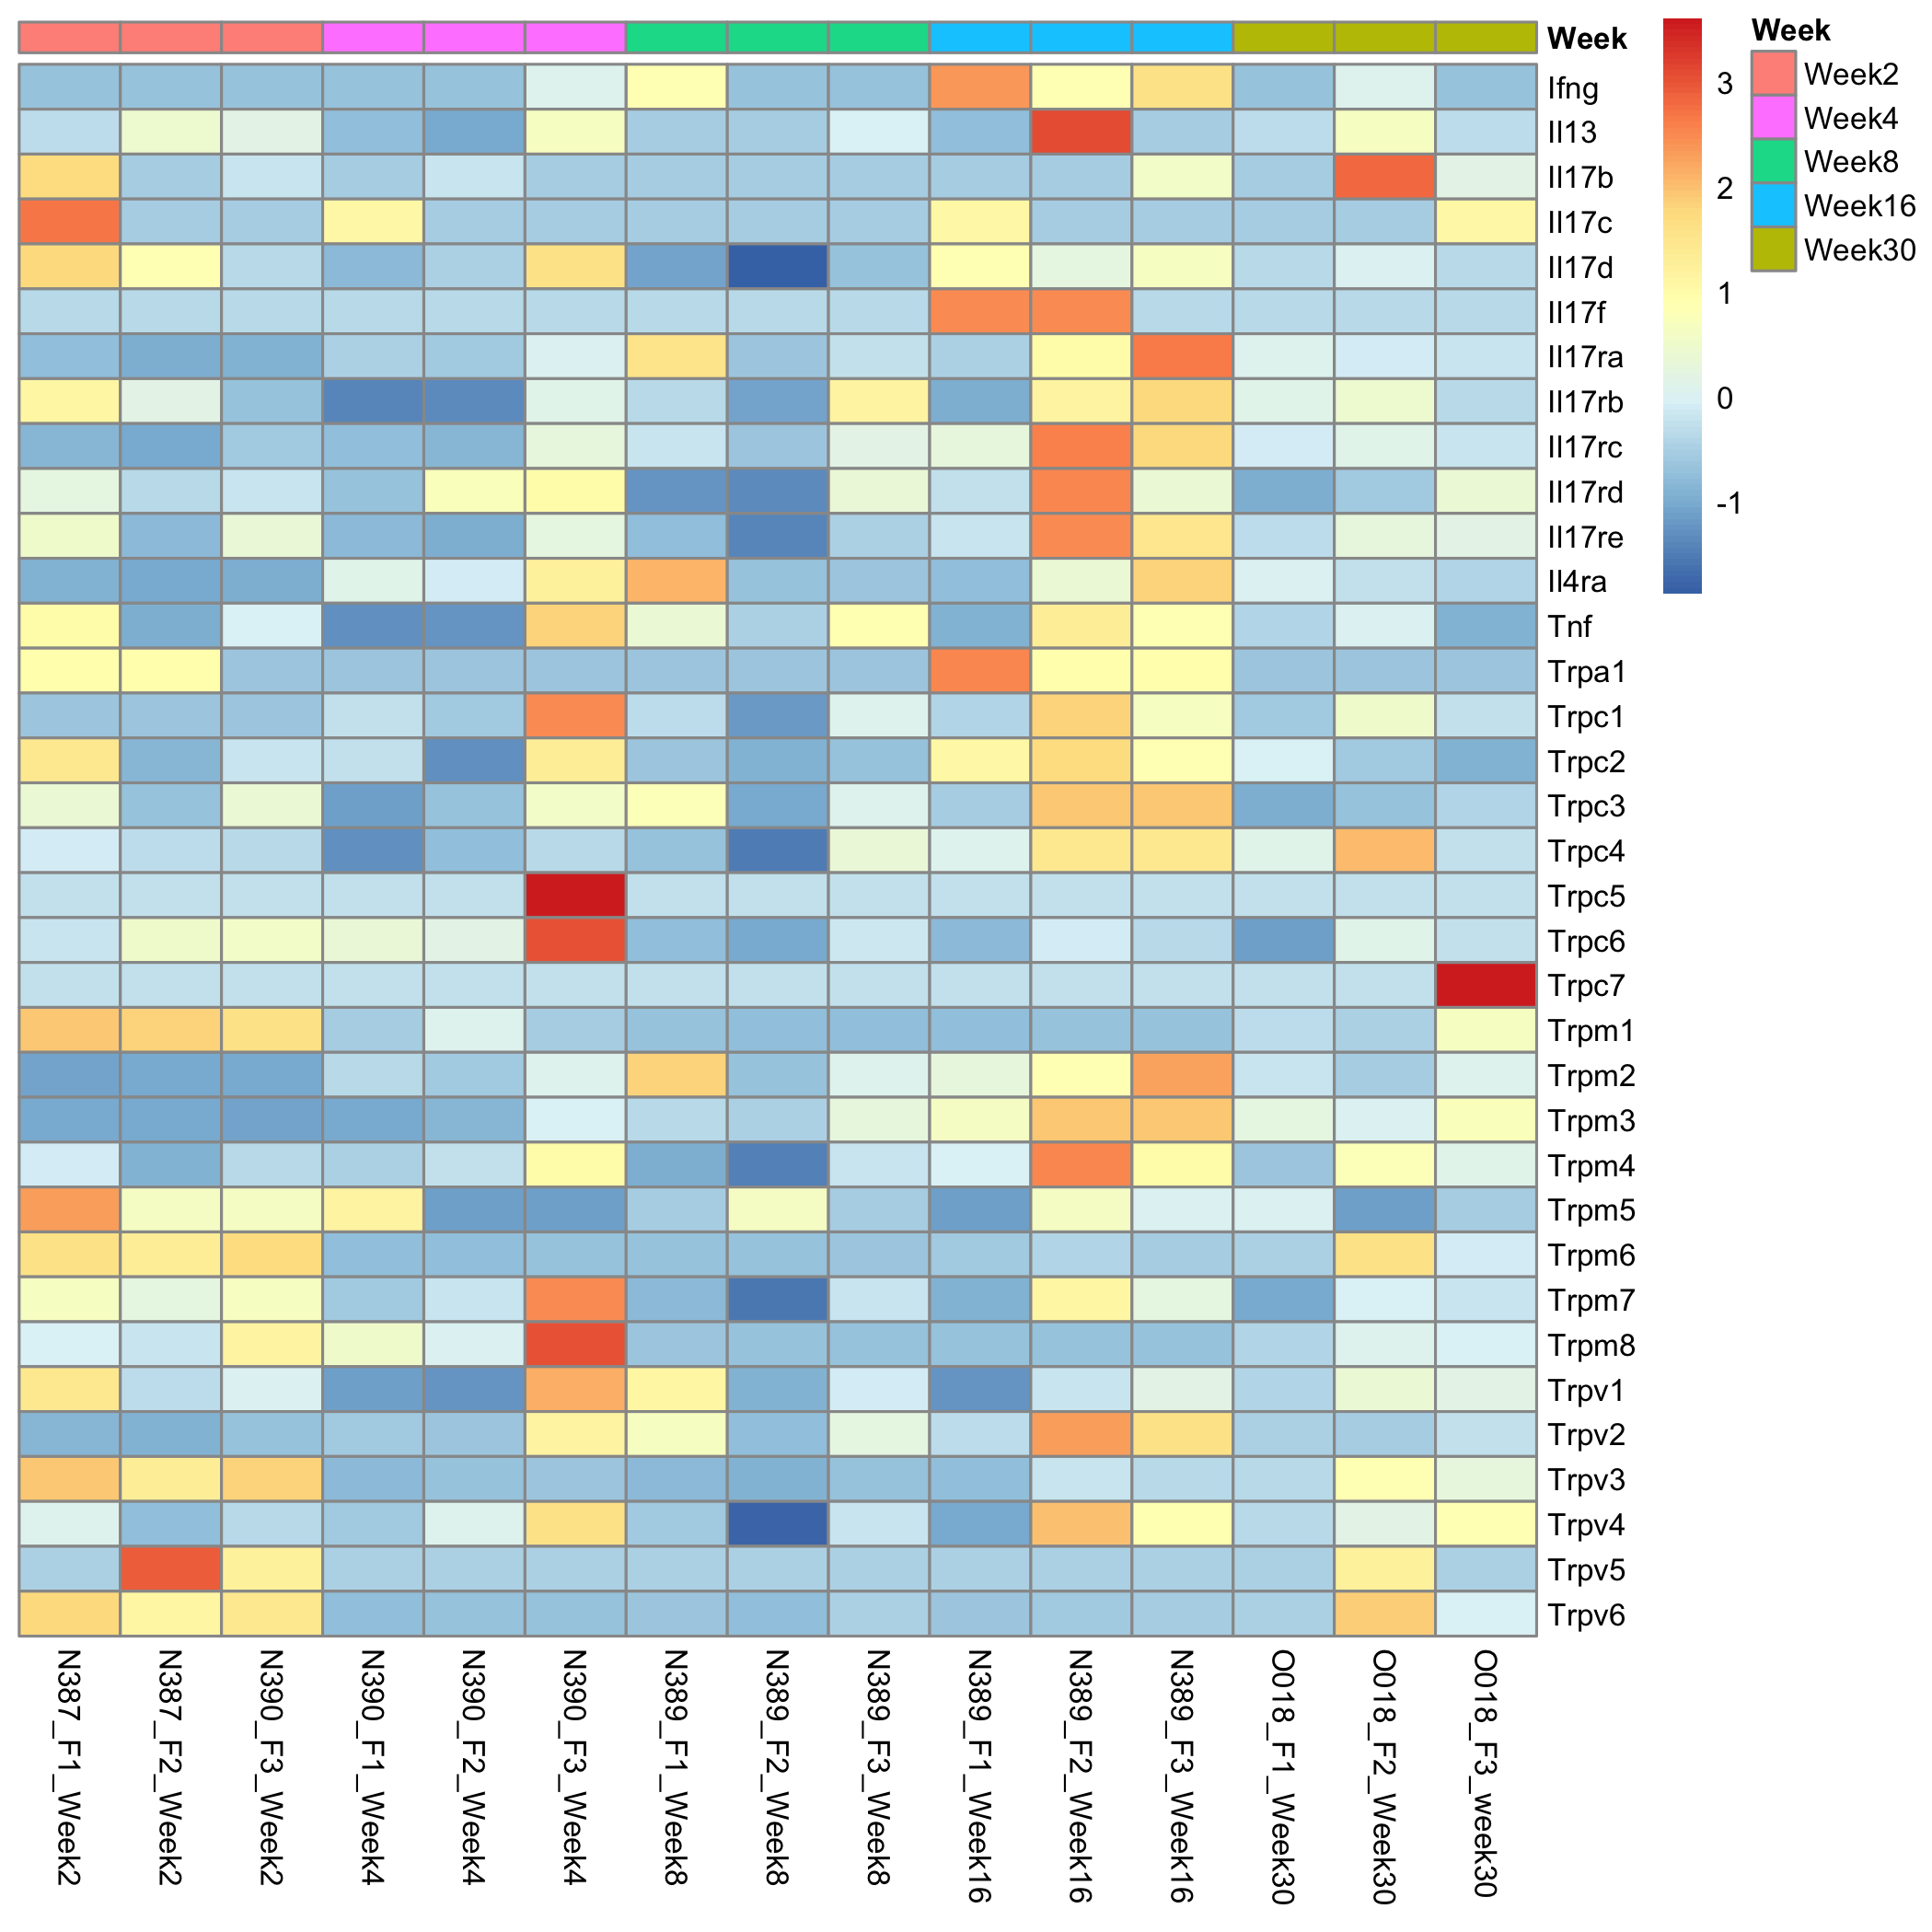 Week
Ifng
Il13
Il17b
Il17c
Il17d
Il17f
Il17ra
Il17rb
Il17rc
Il17rd
Il17re
Il4ra
Tnf
Trpa1
Trpc1
Trpc2
Trpc3
Trpc4
Trpc5
Trpc6
Trpc7
Trpm1
Trpm2
Trpm3
Trpm4
Trpm5
Trpm6
Trpm7
Trpm8
Trpv1
Trpv2
Trpv3
Trpv4
Trpv5
Trpv6
N387_F1_Week2
N387_F2_Week2
N390_F3_Week2
N390_F1_Week4
N390_F2_Week4
N390_F3_Week4
N389_F1_Week8
N389_F2_Week8
N389_F3_Week8
N389_F1_Week16
N389_F2_Week16
N389_F3_Week16
O018_F1_Week30
O018_F2_Week30
O018_F3_week30
3
2
1
0
-1
Week
Week2
Week4
Week8
Week16
Week30